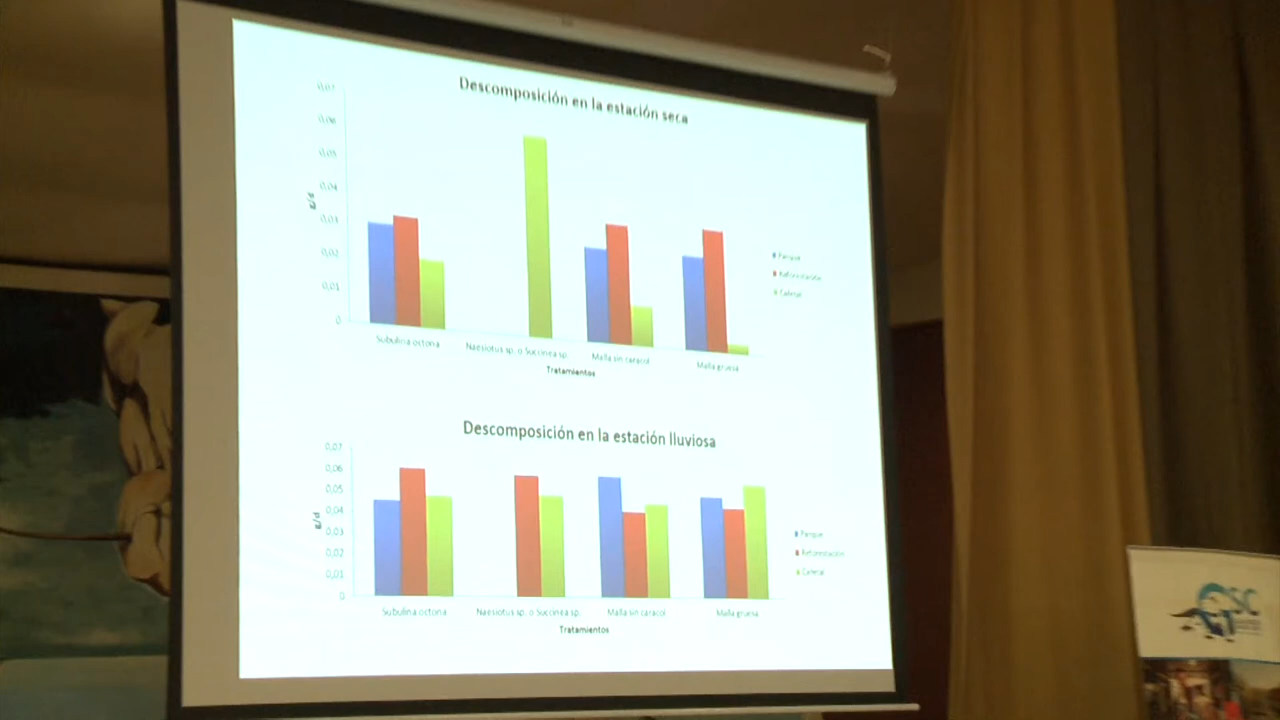 Descomposición en la estación seca
0,07
0,06
0,05
0,04
0,03
0,02
0,01
0
g/d
Subulina octona
Naesiotus sp. o Succinea sp.
Malla sin caracol
Malla gruesa
Tratamientos
Parque
Reforestación
Cafetal
Descomposición en la estación lluviosa
0,07
0,06
0,05
0,04
0,03
0,02
0,01
0
g/d
Subulina octona
Naesiotus sp. o Succinea sp.
Malla sin caracol
Malla gruesa
Tratamientos
Parque
Reforestación
Cafetal